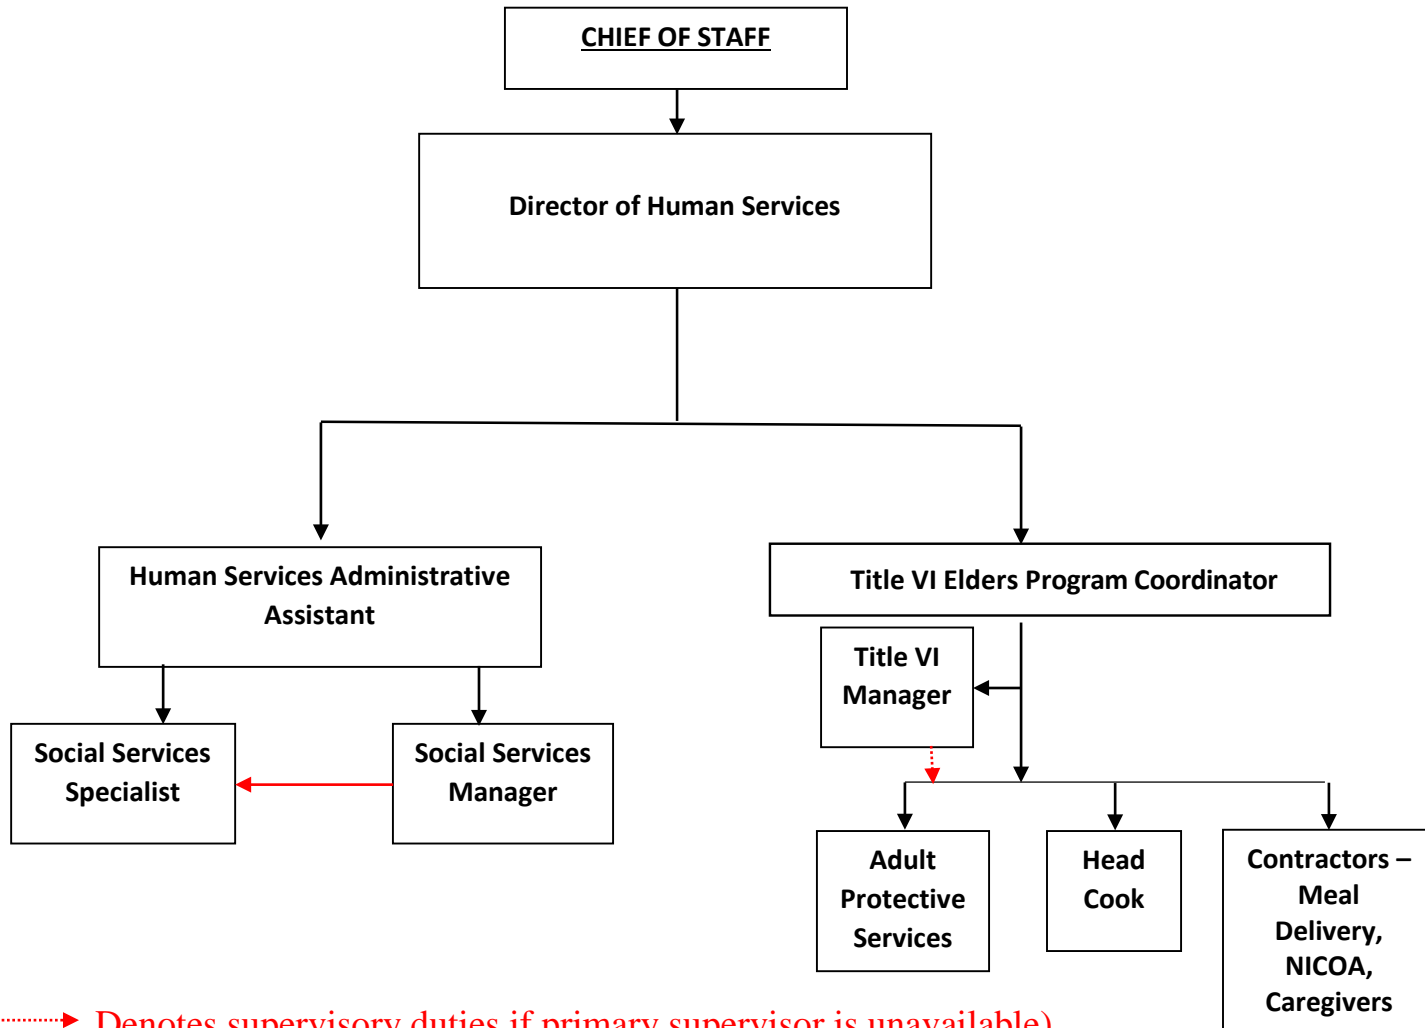 CHIEF OF STAFF
Director of Human Services
Human Services Administrative
Assistant
Title VI Elders Program Coordinator
Title VI
Manager
Social Services
Specialist
Social Services
Manager
Adult
Protective
Services
Head
Cook
Contractors –
Meal
Delivery,
NICOA,
Caregivers
Denotes supervisory duties if primary supervisor is unavailable)